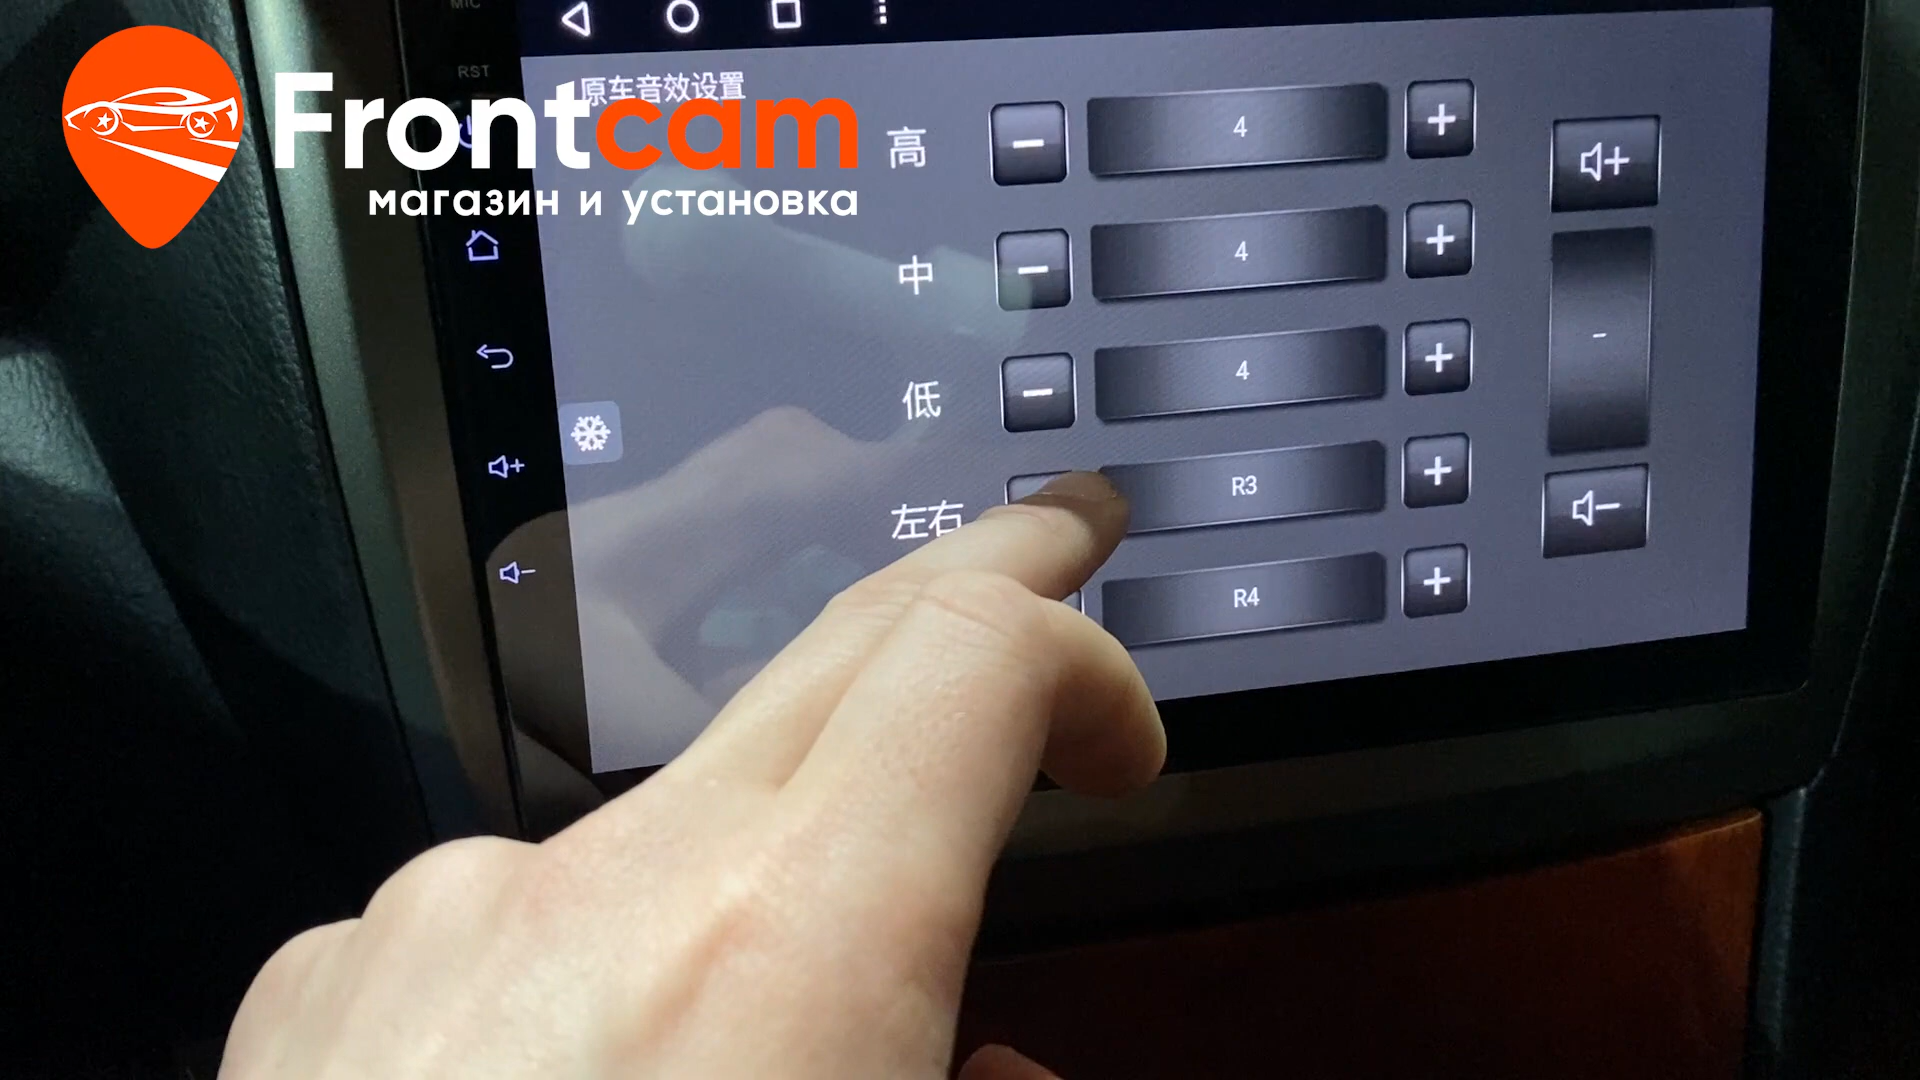 MIC
RST
原车音效设置
Frontcam
магазин и установка
高
4
中
4
低
4
左右
R3
R4